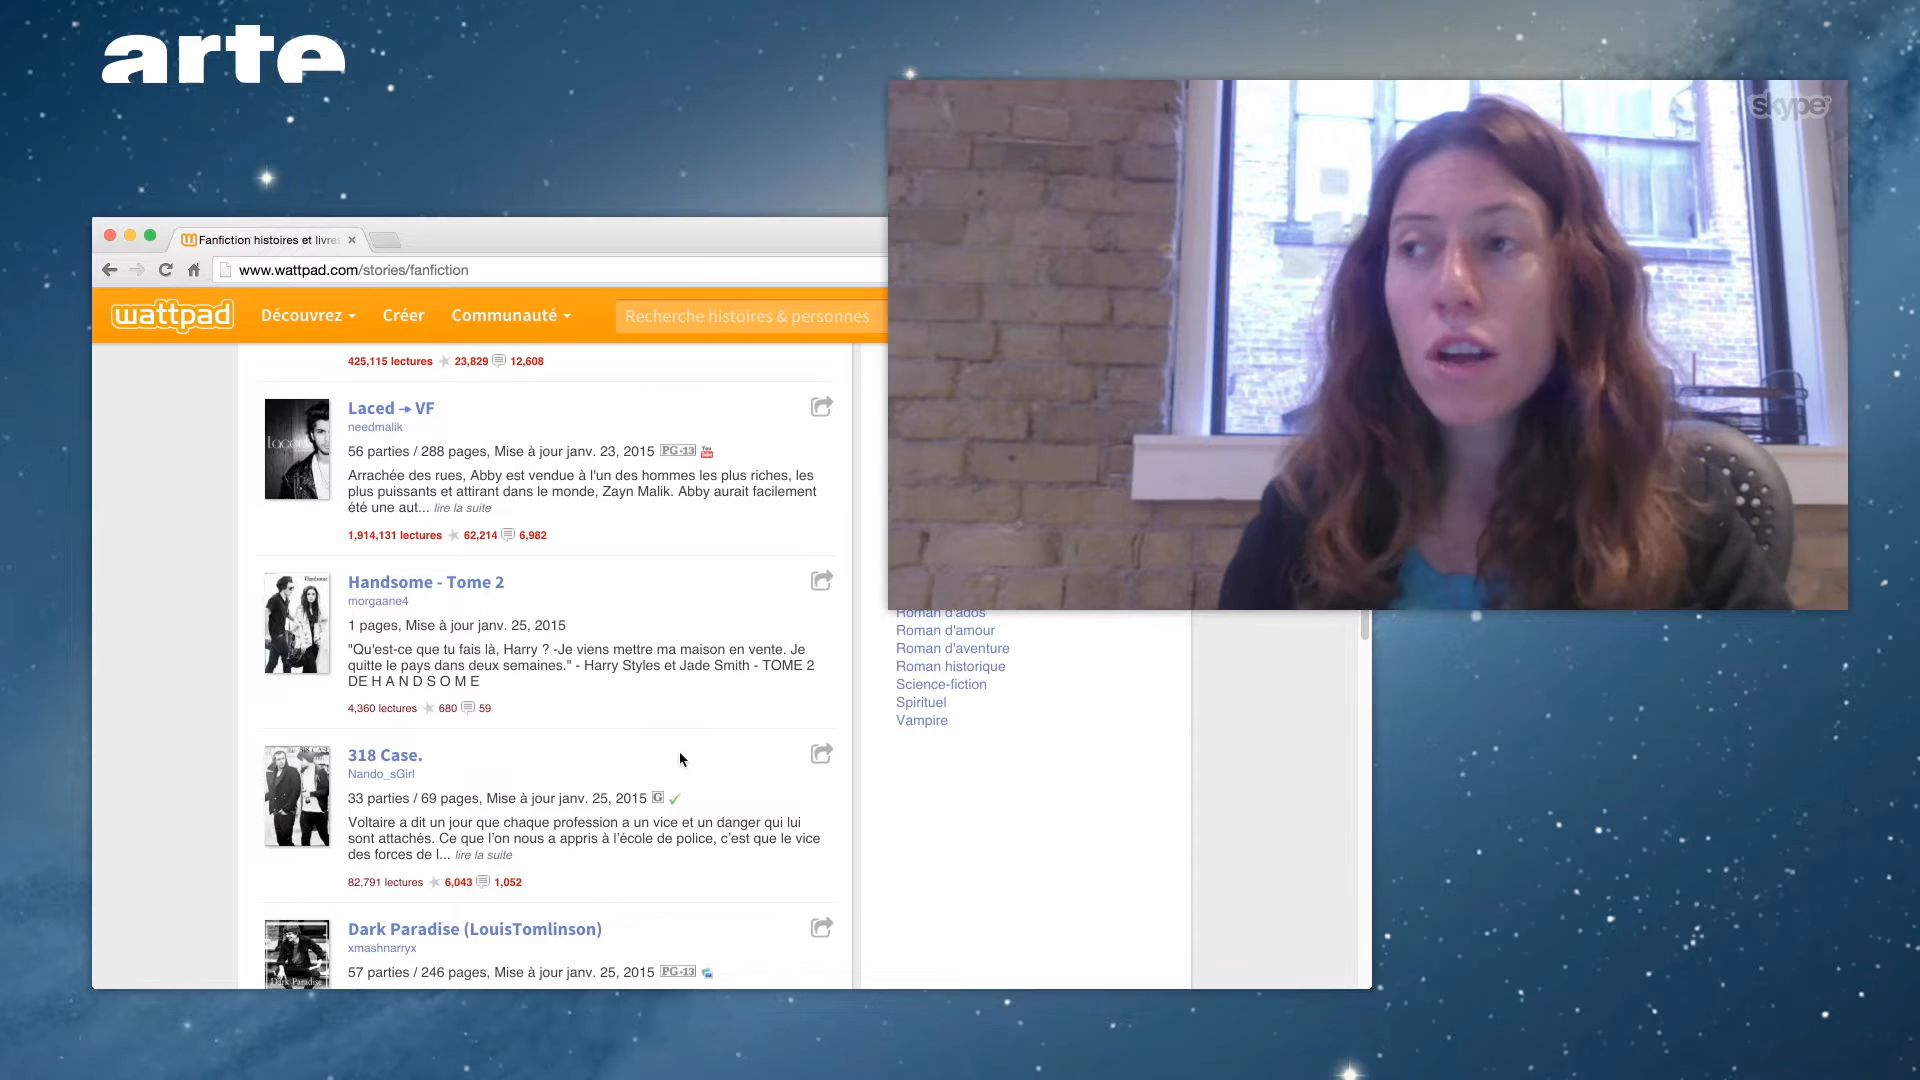 arte
skype
Fanfiction histoires et livres
www.wattpad.com/stories/fanfiction
wattpad
Découvrez
Créer
Communauté
Recherche histoires & personnes
425,115 lectures 23,829 12,608
Laced → VF
needmalik
56 parties / 288 pages, Mise à jour janv. 23, 2015 PG-13 You Tube
Arrachée des rues, Abby est vendue à l'un des hommes les plus riches, les
plus puissants et attirant dans le monde, Zayn Malik. Abby aurait facilement
été une aut... lire la suite
1,914,131 lectures 62,214 6,982
laced
Handsome - Tome 2
morgaane4
1 pages, Mise à jour janv. 25, 2015
"Qu'est-ce que tu fais là, Harry ? -Je viens mettre ma maison en vente. Je
quitte le pays dans deux semaines." - Harry Styles et Jade Smith - TOME 2
DE H A N D S O M E
4,360 lectures 680 59
Handsome
318 Case.
Nando_sGirl
33 parties / 69 pages, Mise à jour janv. 25, 2015 G
Voltaire a dit un jour que chaque profession a un vice et un danger qui lui
sont attachés. Ce que l'on nous a appris à l'école de police, c'est que le vice
des forces de l... lire la suite
82,791 lectures 6,043 1,052
318 CASE
Dark Paradise (LouisTomlinson)
xmashnarryx
57 parties / 246 pages, Mise à jour janv. 25, 2015 PG-13
Dark Paradise
Roman d'ados
Roman d'amour
Roman d'aventure
Roman historique
Science-fiction
Spirituel
Vampire